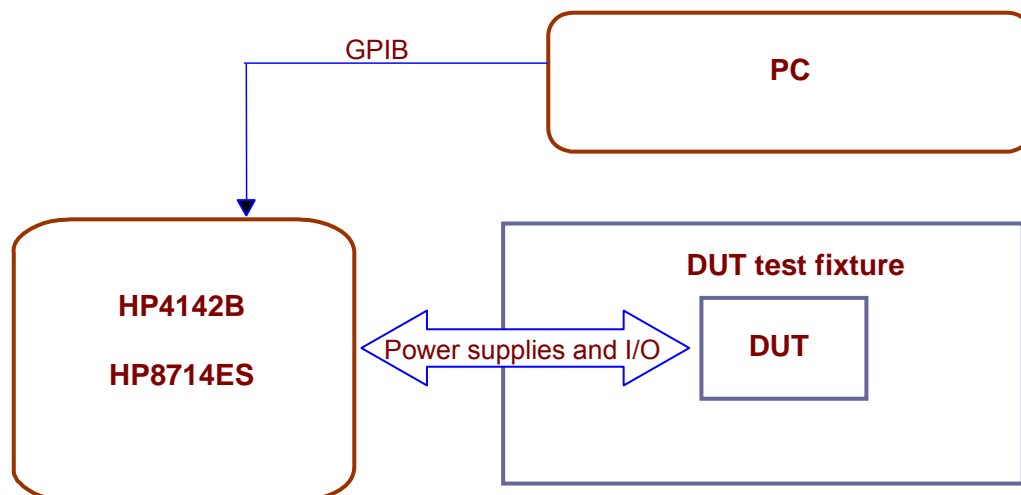 GPIB
PC
HP4142B
HP8714ES
Power supplies and I/O
DUT test fixture
DUT